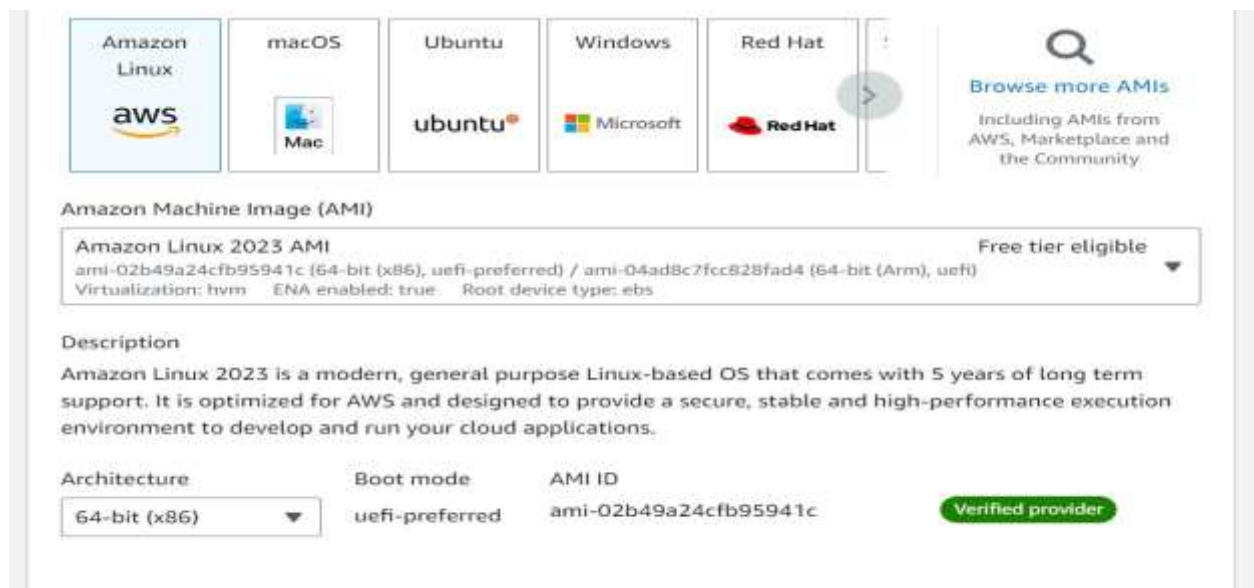 Amazon
Linux
aws
macOS
Mac
Ubuntu
ubuntu
Windows
Microsoft
Red Hat
Red Hat
Browse more AMIs
Including AMIs from
AWS, Marketplace and
the Community
Amazon Machine Image (AMI)
Amazon Linux 2023 AMI
Free tier eligible
ami-02b49a24cfb95941c (64-bit (x86), uefi-preferred) / ami-04ad8c7fcc828fad4 (64-bit (Arm), uefi)
Virtualization: hvm ENA enabled: true Root device type: ebs
Description
Amazon Linux 2023 is a modern, general purpose Linux-based OS that comes with 5 years of long term
support. It is optimized for AWS and designed to provide a secure, stable and high-performance execution
environment to develop and run your cloud applications.
Architecture
Boot mode
AMI ID
64-bit (x86)
uefi-preferred
ami-02b49a24cfb95941c
Verified provider